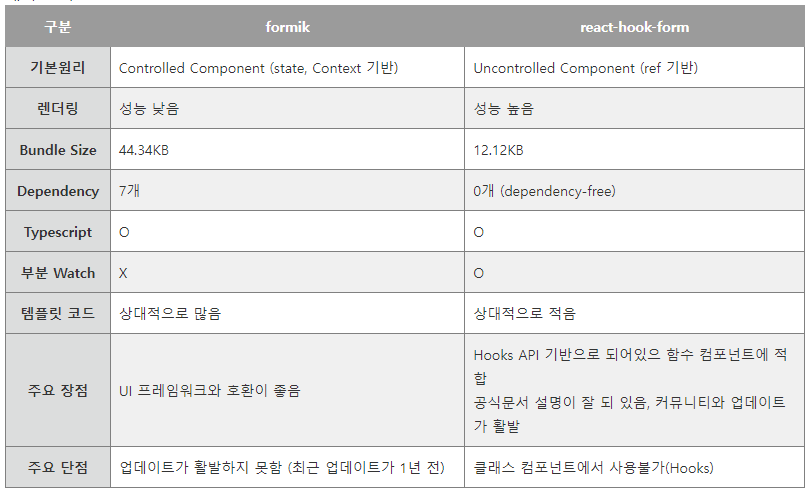 구분 formik react-hook-form
기본원리 Controlled Component (state, Context 기반) Uncontrolled Component (ref 기반)
렌더링 성능 낮음 성능 높음
Bundle Size 44.34KB 12.12KB
Dependency 7개 0개 (dependency-free)
Typescript O O
부분 Watch X O
템플릿 코드 상대적으로 많음 상대적으로 적음
주요 장점 UI 프레임워크와 호환이 좋음
Hooks API 기반으로 되어있으 함수 컴포넌트에 적
합
공식문서 설명이 잘 되 있음, 커뮤니티와 업데이트
가 활발
주요 단점 업데이트가 활발하지 못함 (최근 업데이트가 1년 전) 클래스 컴포넌트에서 사용불가(Hooks)